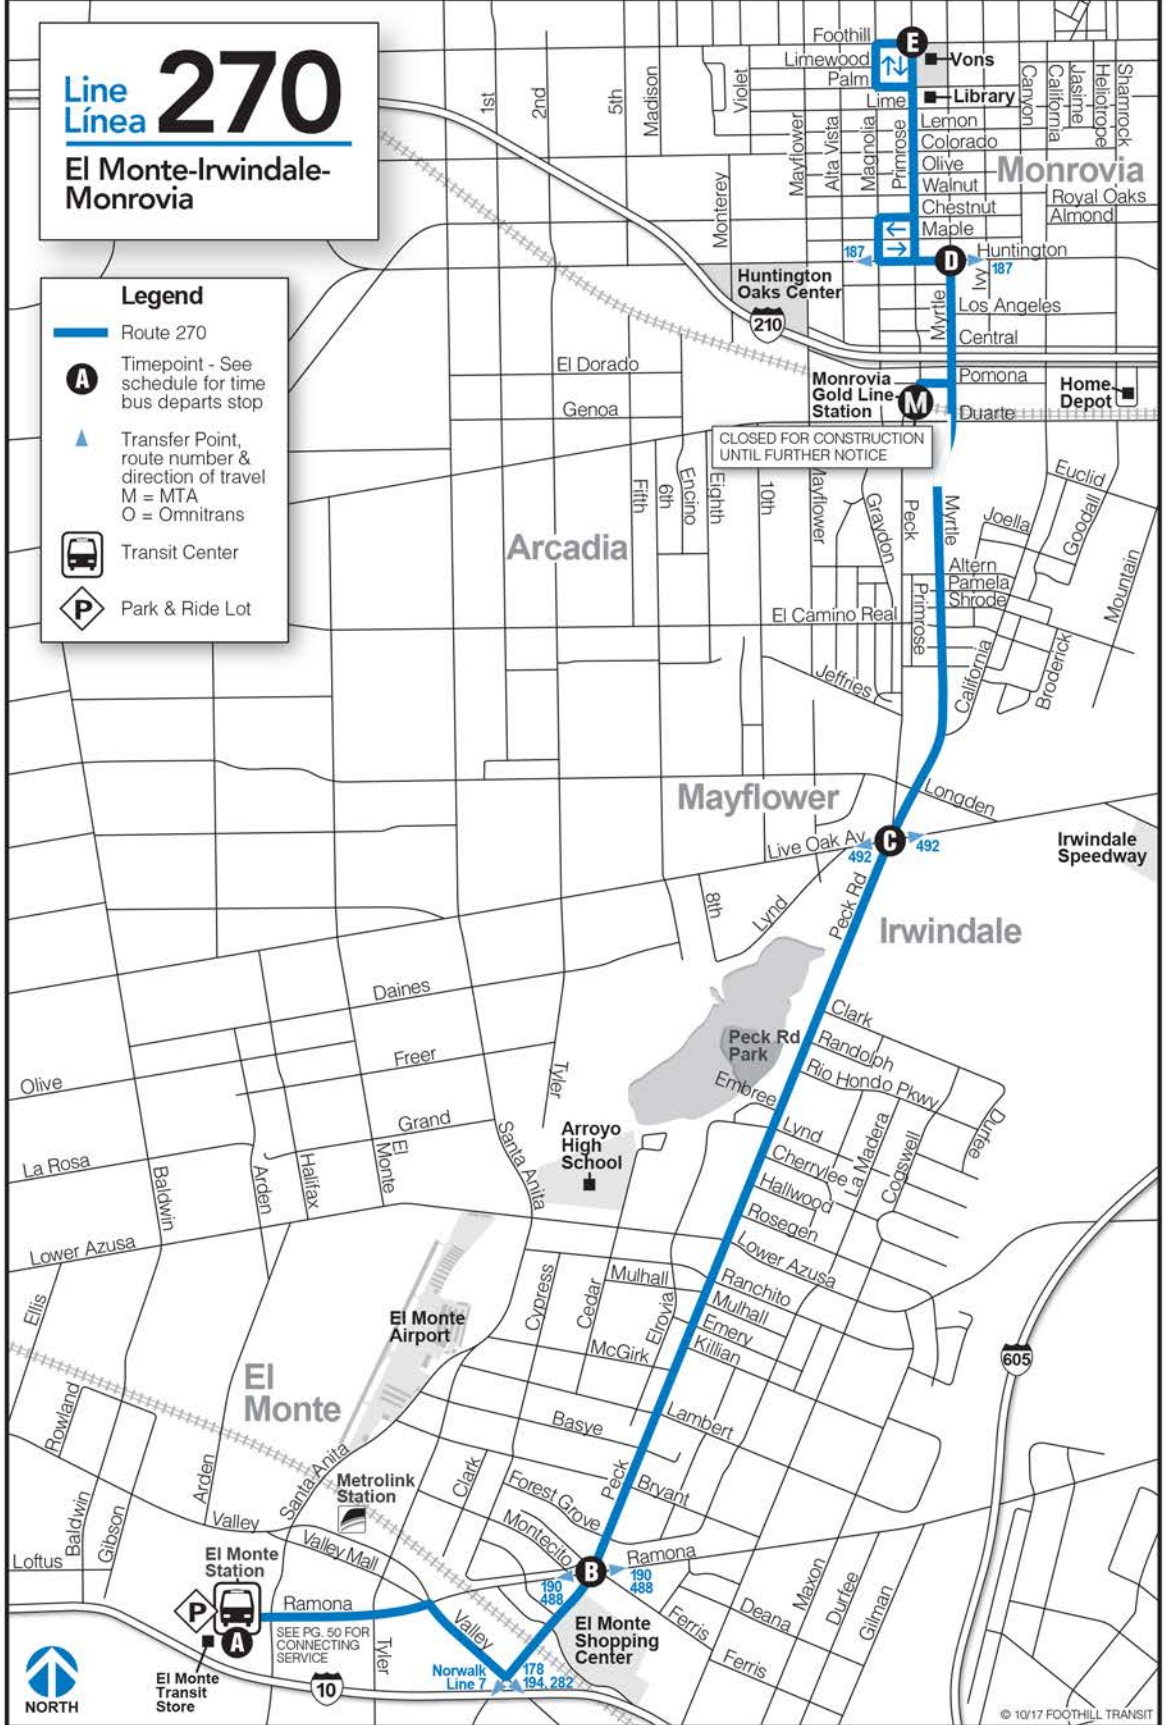 Line
Línea
270
El Monte-Irwindale-
Monrovia
Legend
Route 270
A
Timepoint - See
schedule for time
bus departs stop
Transfer Point,
route number &
direction of travel
M = MTA
O = Omnitrans
Transit Center
P
Park & Ride Lot
1st
2nd
5th
Madison
Violet
Foothill
E
Limewood
Palm
Vons
Lime
Library
Canyon
California
Jasmine
Heliotrope
Shamrock
Mayflower
Alta Vista
Magnolia
Primrose
Lemon
Colorado
Olive
Walnut
Chestnut
Maple
Monrovia
Royal Oaks
Almond
Monterey
187
D
Huntington
187
Ivy
Huntington
Oaks Center
210
Myrtle
Los Angeles
Central
El Dorado
Genoa
Monrovia
Gold Line
Station
M
Pomona
Home
Depot
Duarte
CLOSED FOR CONSTRUCTION
UNTIL FURTHER NOTICE
Fifth
6th
Encino
Eighth
10th
Mayflower
Graydon
Peck
Myrtle
Joella
Euclid
Goodall
Mountain
Arcadia
Altern
Pamela
Shrode
El Camino Real
Primrose
Jeffries
California
Broderick
Mayflower
Longden
Live Oak Av
C
492
492
Irwindale
Speedway
8th
Lynd
Peck Rd
Irwindale
Daines
Freer
Olive
Grand
La Rosa
Tyler
Peck Rd
Park
Embree
Clark
Randolph
Rio Hondo Pkwy
Durfee
Lynd
Cherrylee
La Madera
Cogswell
Hallwood
Rosegen
Lower Azusa
Arroyo
High
School
Santa Anita
El
Monte
Halifax
Arden
Baldwin
Lower Azusa
Ellis
Cypress
Cedar
Mulhall
Elrovia
Ranchito
Mulhall
Emery
Killian
McGirk
El Monte
Airport
605
El
Monte
Rowland
Basye
Lambert
Arden
Santa Anita
Metrolink
Station
Clark
Forest Grove
Peck
Bryant
Montecito
Baldwin
Gibson
Valley
Valley Mall
Loftus
El Monte
Station
B
Ramona
190
488
190
488
P
A
Ramona
SEE PG. 50 FOR
CONNECTING
SERVICE
Tyler
Valley
El Monte
Shopping
Center
Ferris
Deana
Maxon
Durfee
Gilman
Ferris
El Monte
Transit
Store
10
Norwalk
Line 7
178
194, 282
NORTH
© 10/17 FOOTHILL TRANSIT